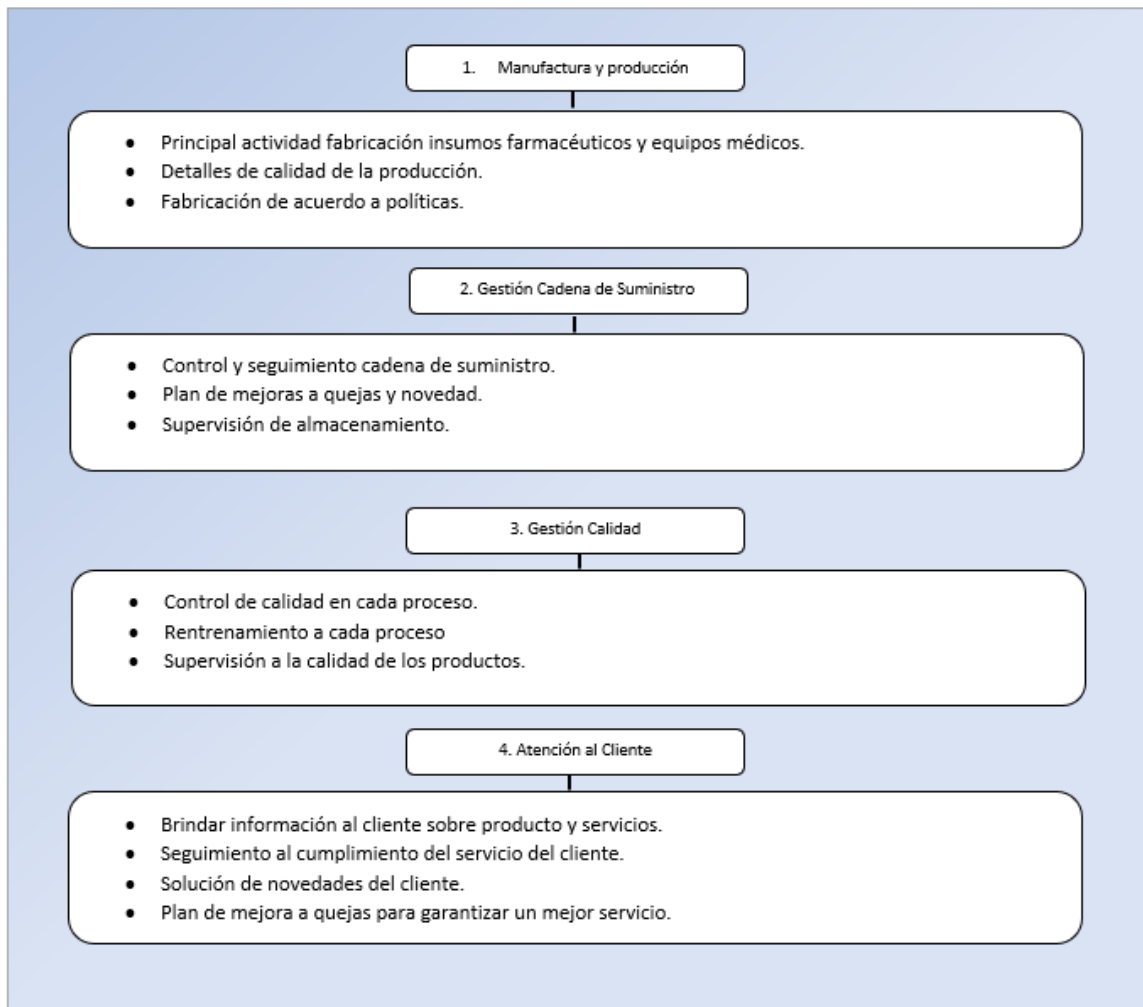 1. Manufactura y producción
• Principal actividad fabricación insumos farmacéuticos y equipos médicos.
• Detalles de calidad de la producción.
• Fabricación de acuerdo a políticas.
2. Gestión Cadena de Suministro
• Control y seguimiento cadena de suministro.
• Plan de mejoras a quejas y novedad.
• Supervisión de almacenamiento.
3. Gestión Calidad
• Control de calidad en cada proceso.
• Rentrenamiento a cada proceso
• Supervisión a la calidad de los productos.
4. Atención al Cliente
• Brindar información al cliente sobre producto y servicios.
• Seguimiento al cumplimiento del servicio del cliente.
• Solución de novedades del cliente.
• Plan de mejora a quejas para garantizar un mejor servicio.